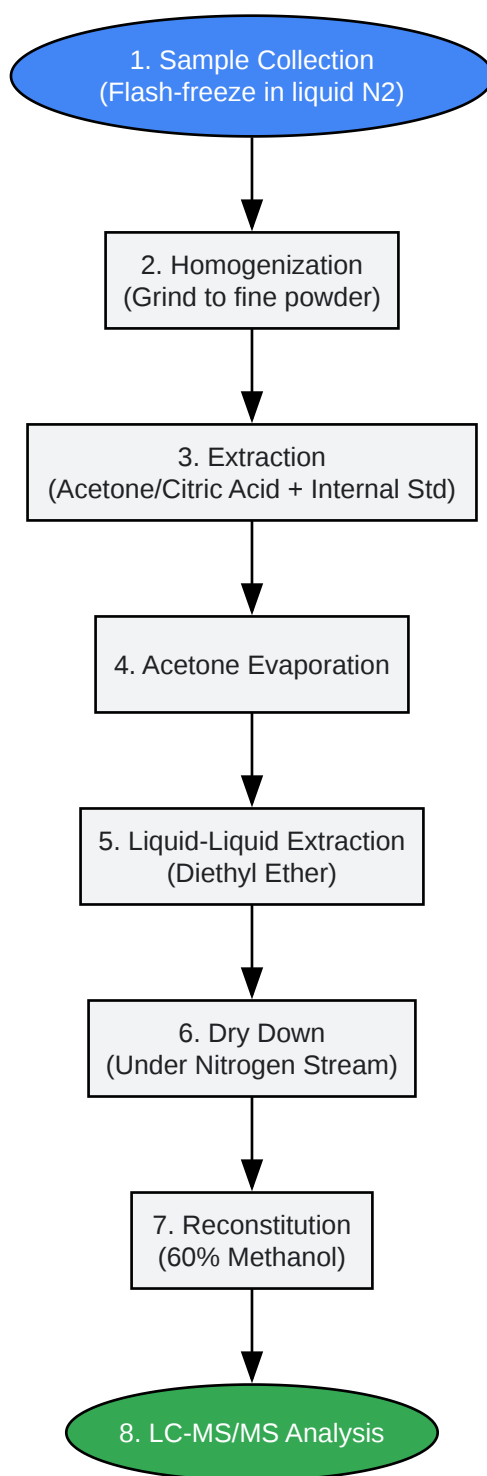 1. Sample Collection
(Flash-freeze in liquid N2)
2. Homogenization
(Grind to fine powder)
3. Extraction
(Acetone/Citric Acid + Internal Std)
4. Acetone Evaporation
5. Liquid-Liquid Extraction
(Diethyl Ether)
6. Dry Down
(Under Nitrogen Stream)
7. Reconstitution
(60% Methanol)
8. LC-MS/MS Analysis